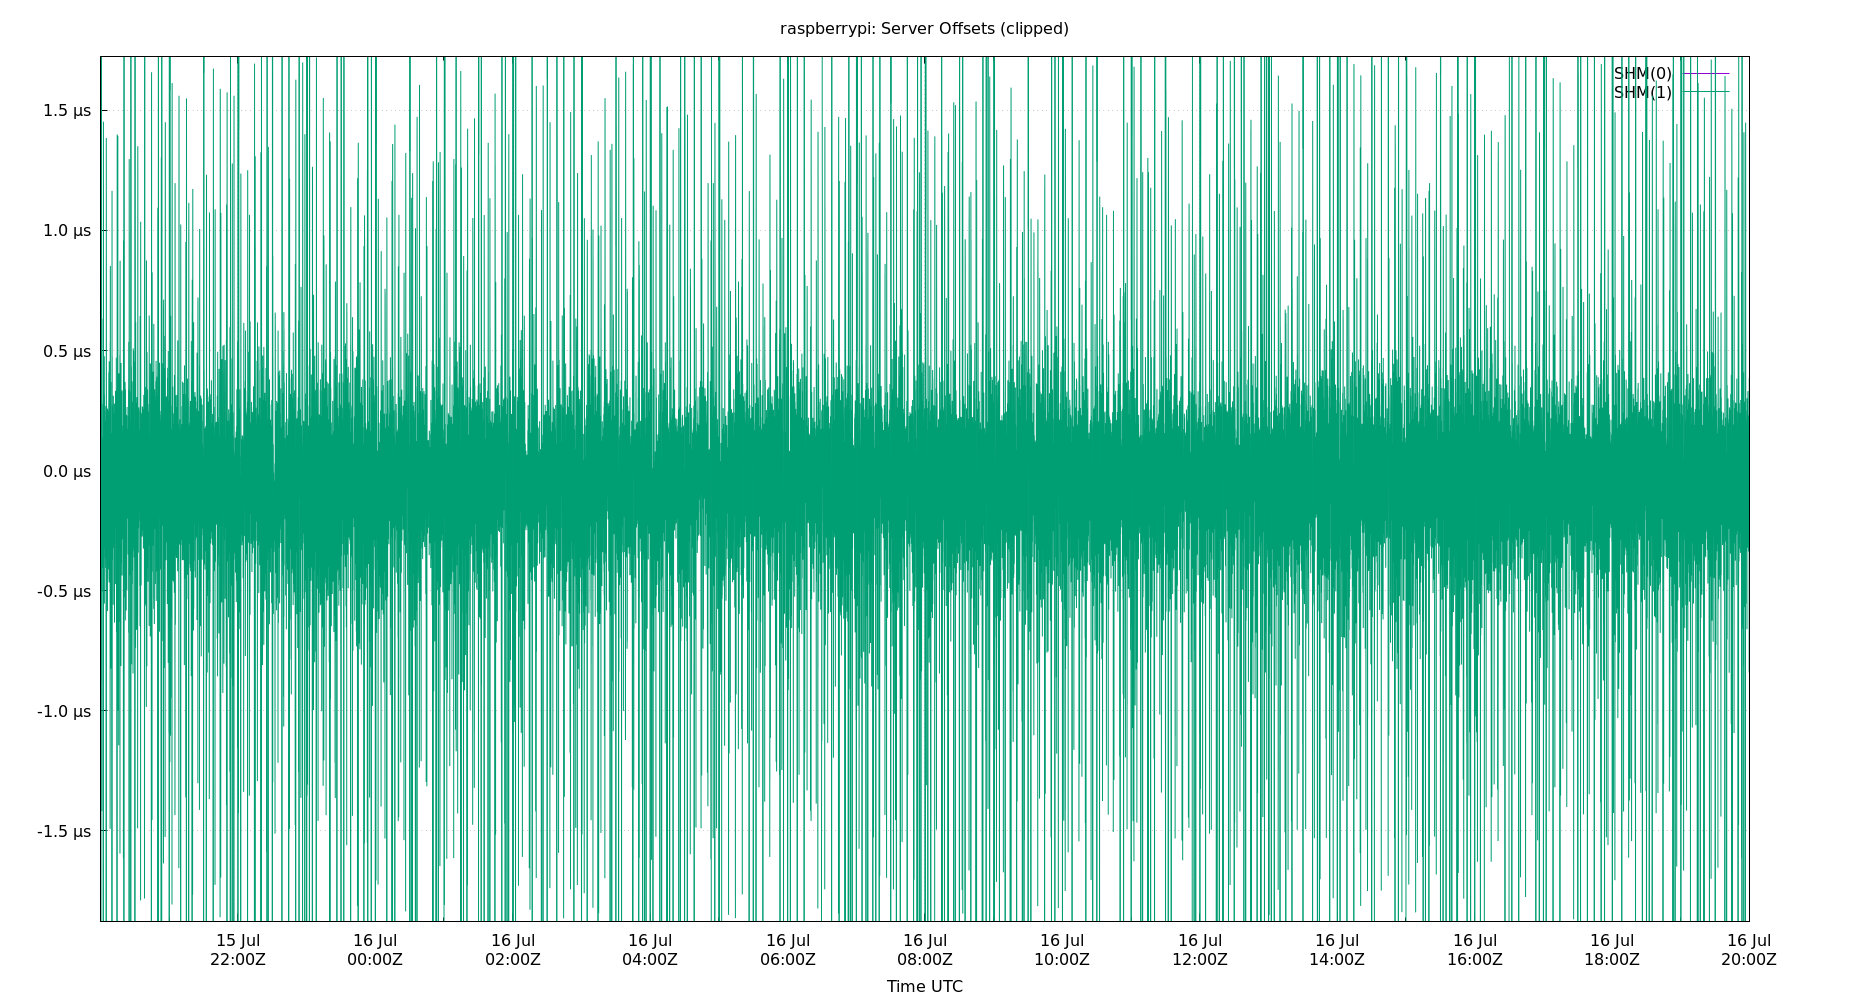 raspberrypi: Server Offsets (clipped)
SHM(0)
SHM(1)
1.5 µs
1.0 µs
0.5 µs
0.0 µs
-0.5 µs
-1.0 µs
-1.5 µs
15 Jul 16 Jul 16 Jul 16 Jul 16 Jul 16 Jul 16 Jul 16 Jul 16 Jul 16 Jul 16 Jul 16 Jul
22:00Z 00:00Z 02:00Z 04:00Z 06:00Z 08:00Z 10:00Z 12:00Z 14:00Z 16:00Z 18:00Z 20:00Z
Time UTC